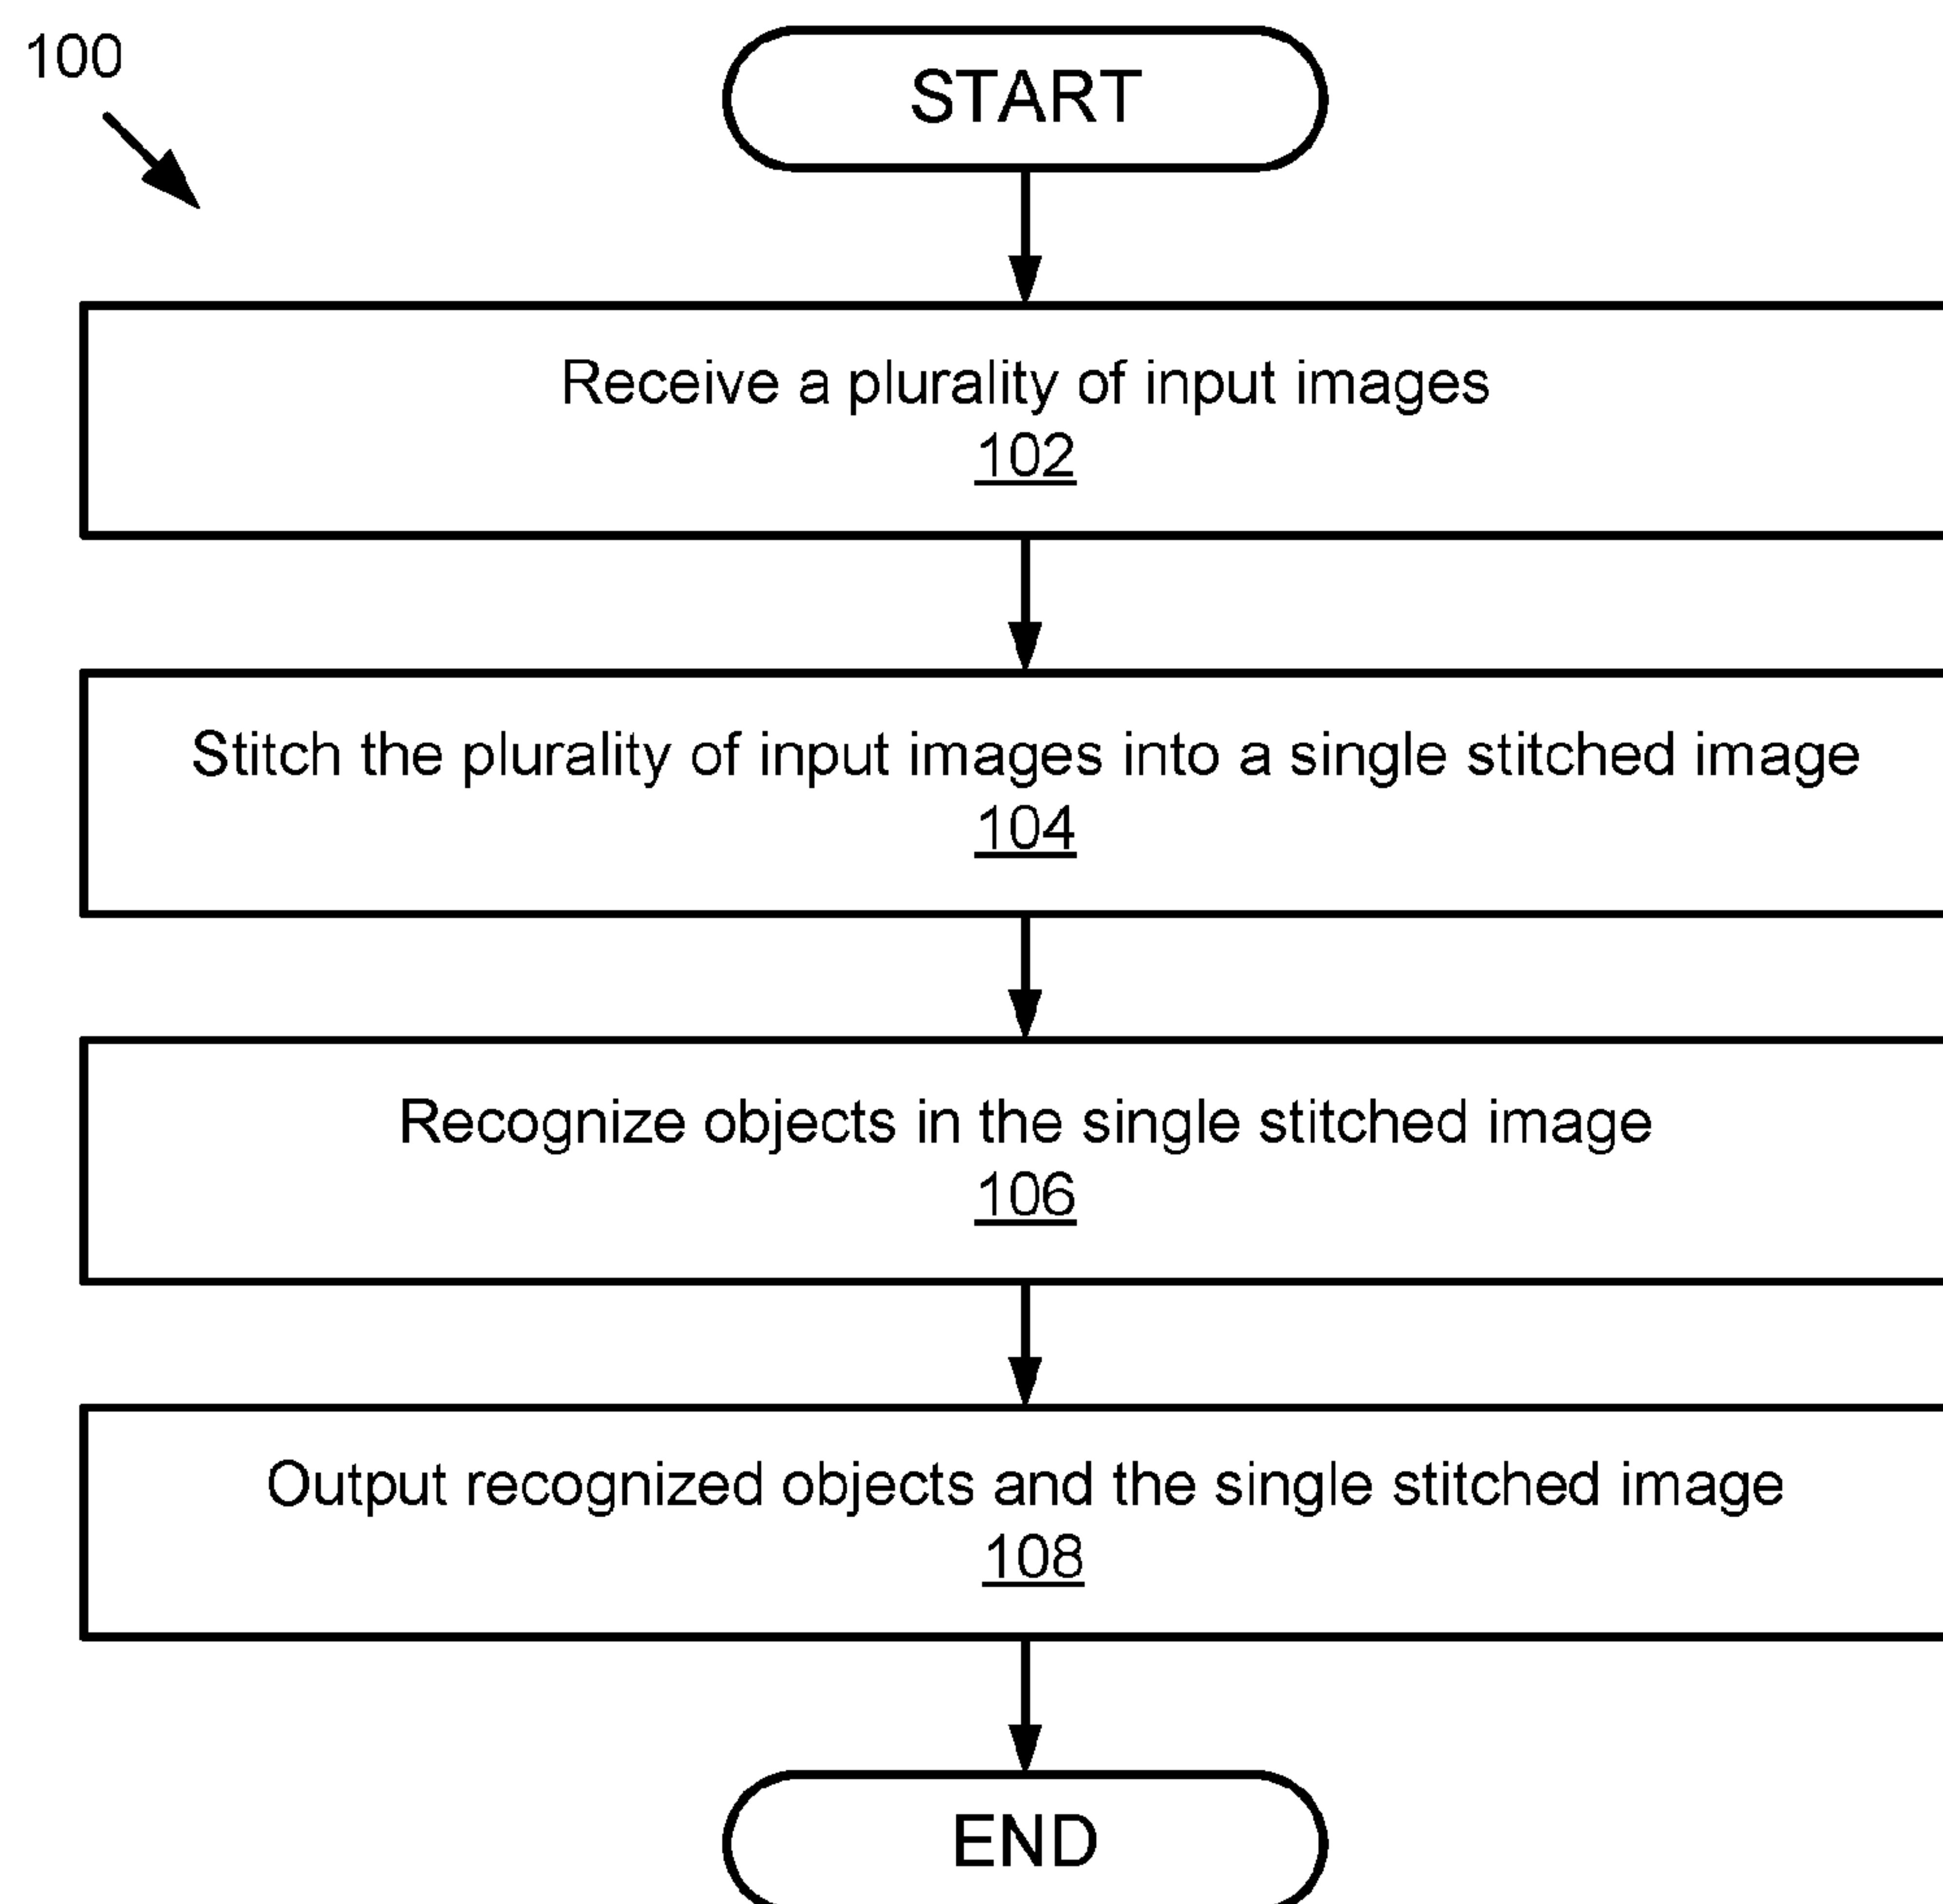 100
START
Receive a plurality of input images
102
Stitch the plurality of input images into a single stitched image
104
Recognize objects in the single stitched image
106
Output recognized objects and the single stitched image
108
END